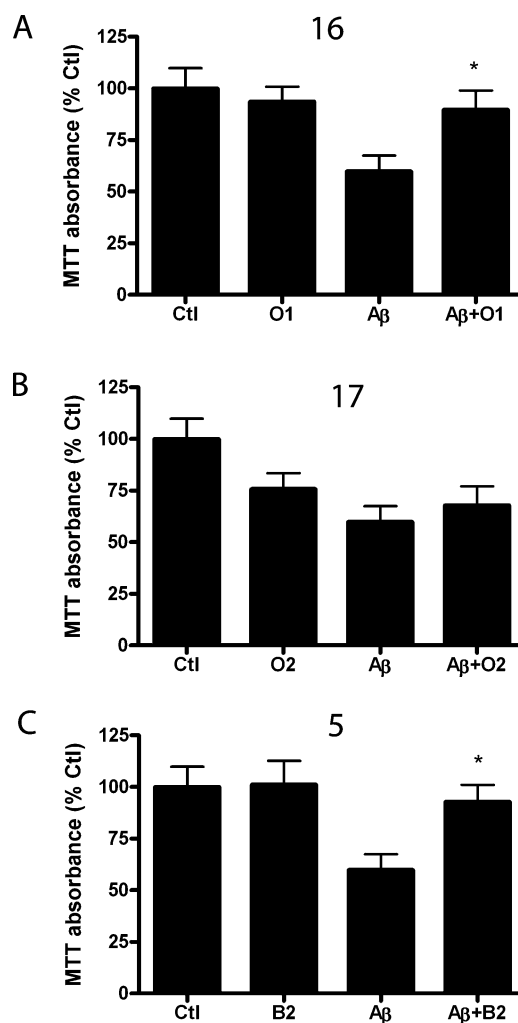 A
16
MTT absorbance (% Ctl)
125
100
75
50
25
0
*
Ctl O1 Aβ Aβ+O1
B
17
MTT absorbance (% Ctl)
125
100
75
50
25
0
Ctl O2 Aβ Aβ+O2
C
5
MTT absorbance (% Ctl)
125
100
75
50
25
0
*
Ctl B2 Aβ Aβ+B2